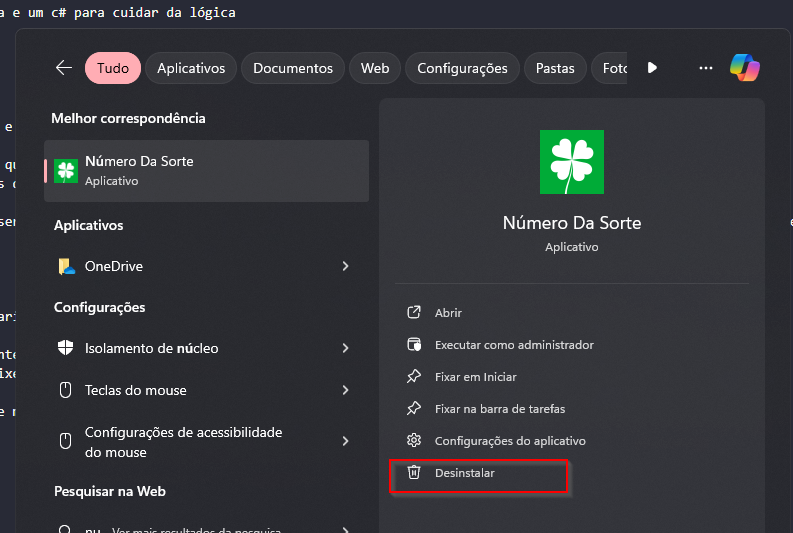 a e um c# para cuidar da lógica
Tudo
Aplicativos
Documentos
Web
Configurações
Pastas
Melhor correspondência
Número Da Sorte
Aplicativo
Aplicativos
OneDrive
Configurações
Isolamento de núcleo
Teclas do mouse
Configurações de acessibilidade
do mouse
Pesquisar na Web
nu - Ver mais resultados da pesquisa
Número Da Sorte
Aplicativo
Abrir
Executar como administrador
Fixar em Iniciar
Fixar na barra de tarefas
Configurações do aplicativo
Desinstalar